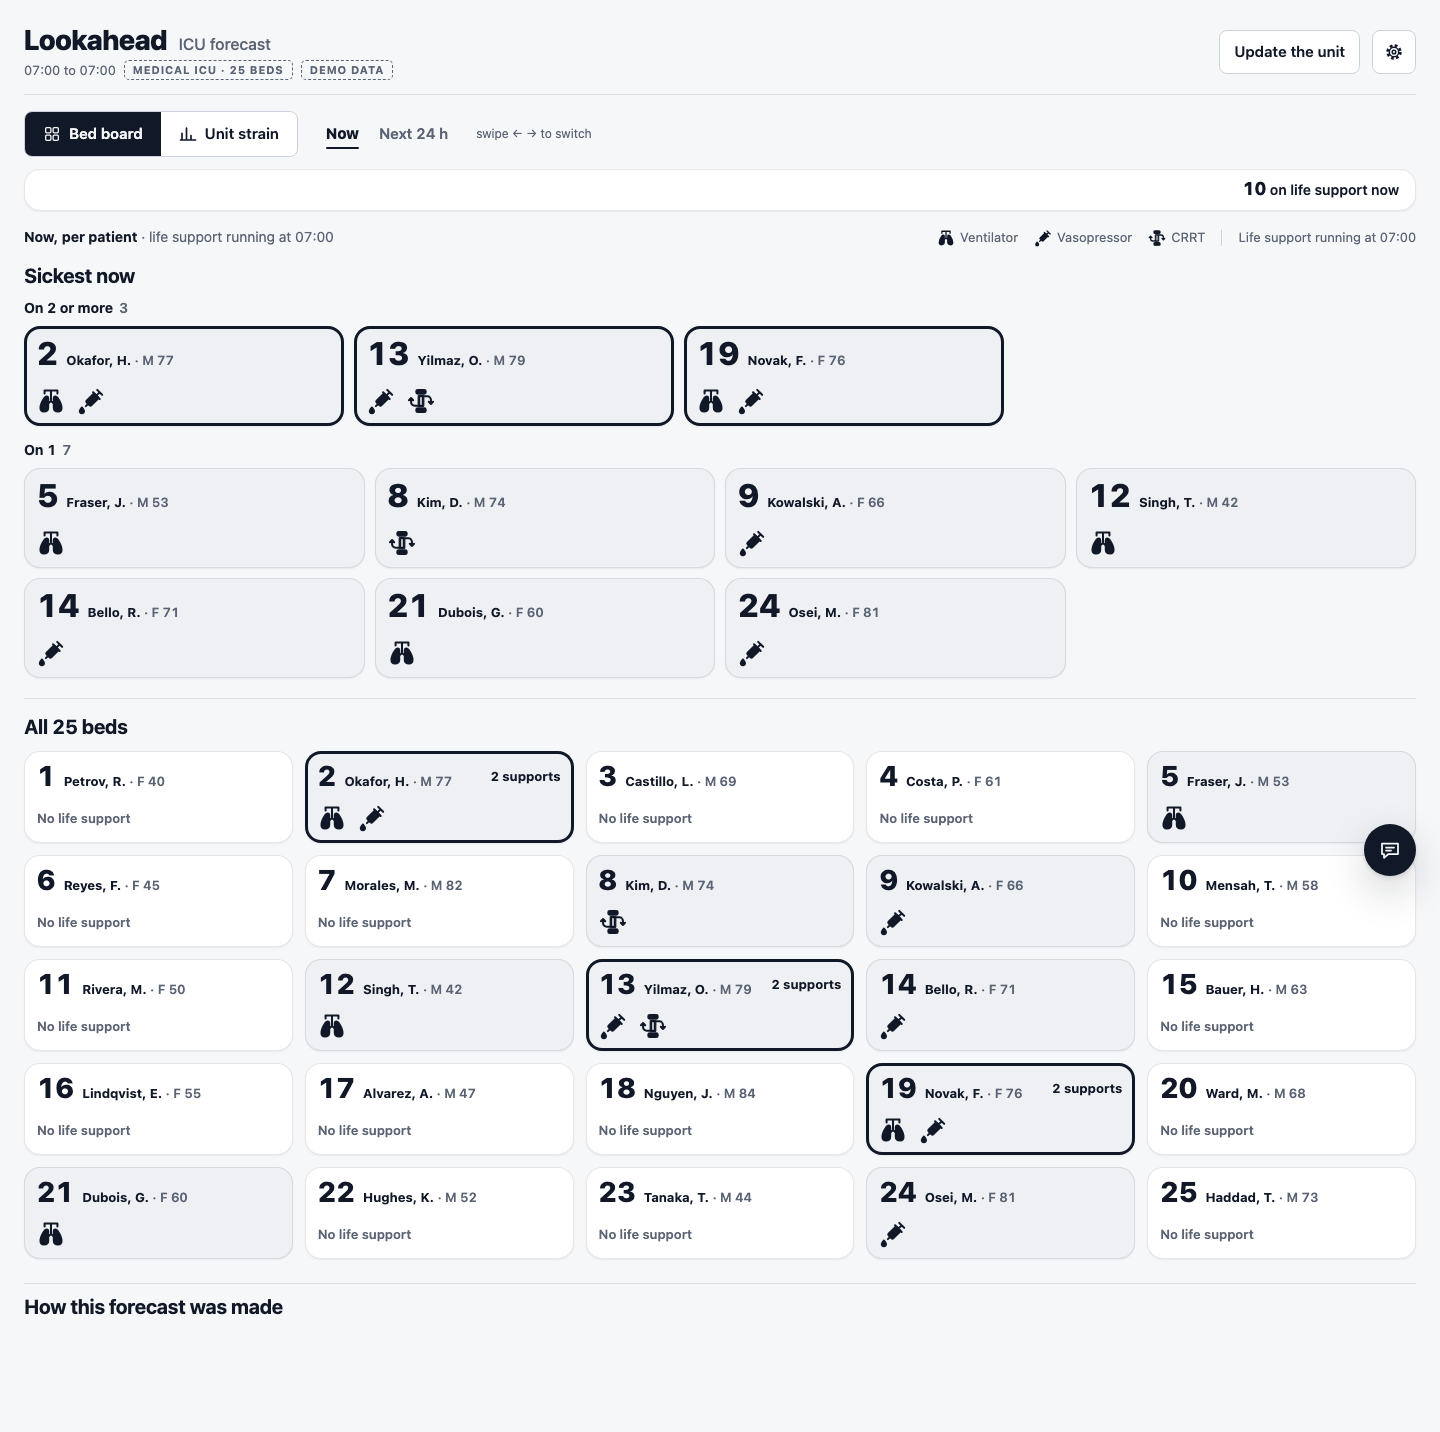 Lookahead ICU forecast
07:00 to 07:00 MEDICAL ICU · 25 BEDS DEMO DATA
Update the unit
Bed board Unit strain Now Next 24 h swipe ← → to switch
10 on life support now
Now, per patient · life support running at 07:00
Ventilator Vasopressor CRRT Life support running at 07:00
Sickest now
On 2 or more 3
2 Okafor, H. · M 77
13 Yilmaz, O. · M 79
19 Novak, F. · F 76
On 1 7
5 Fraser, J. · M 53
8 Kim, D. · M 74
9 Kowalski, A. · F 66
12 Singh, T. · M 42
14 Bello, R. · F 71
21 Dubois, G. · F 60
24 Osei, M. · F 81
All 25 beds
1 Petrov, R. · F 40
No life support
2 Okafor, H. · M 77 2 supports
3 Castillo, L. · M 69
No life support
4 Costa, P. · F 61
No life support
5 Fraser, J. · M 53
6 Reyes, F. · F 45
No life support
7 Morales, M. · M 82
No life support
8 Kim, D. · M 74
9 Kowalski, A. · F 66
10 Mensah, T. · M 58
No life support
11 Rivera, M. · F 50
No life support
12 Singh, T. · M 42
13 Yilmaz, O. · M 79 2 supports
14 Bello, R. · F 71
15 Bauer, H. · M 63
No life support
16 Lindqvist, E. · F 55
No life support
17 Alvarez, A. · M 47
No life support
18 Nguyen, J. · M 84
No life support
19 Novak, F. · F 76 2 supports
20 Ward, M. · M 68
No life support
21 Dubois, G. · F 60
22 Hughes, K. · M 52
No life support
23 Tanaka, T. · M 44
No life support
24 Osei, M. · F 81
25 Haddad, T. · M 73
No life support
How this forecast was made